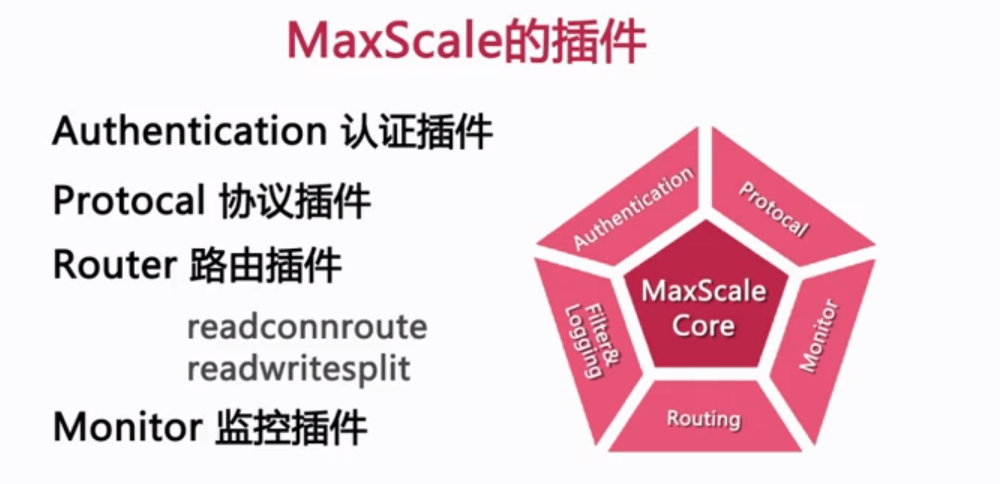 MaxScale的插件
Authentication 认证插件
Protocal 协议插件
Router 路由插件
readconnroute
readwritesplit
Monitor 监控插件
Authentication
Protocal
Filter&
Logging
MaxScale
Core
Monitor
Routing